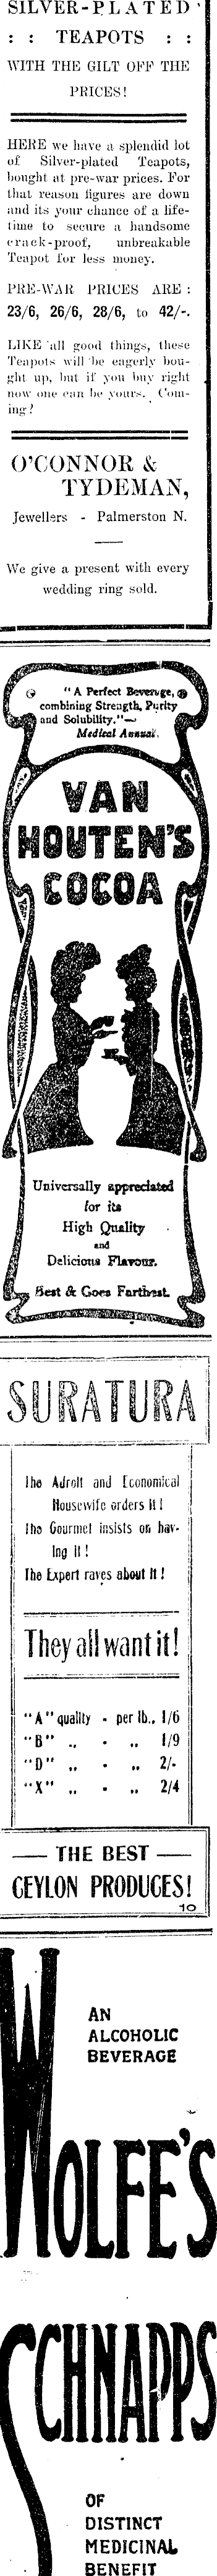 SILVER-PLATED
: : TEAPOTS : :
WITH THE GILT OFF THE
PRICES!
HERE we have a splendid lot
of Silver-plated Teapots,
bought at pre-war prices. For
that reason figures are down
and its your chance of a life-
time to secure a handsome
crack-proof, unbreakable
Teapot for less money.
PRE-WAR PRICES ARE :
23/6, 26/6, 28/6, to 42/-.
LIKE all good things, these
Teapots will be eagerly bou-
ght up, but if you buy right
now one can be yours. Com-
ing?
O'CONNOR &
TYDEMAN,
Jewellers - Palmerston N.
We give a present with every
wedding ring sold.
"A Perfect Beverage,
combining Strength, Purity
and Solubility."—
Medical Annual.
VAN
HOUTEN'S
COCOA
Universally appreciated
for its
High Quality
and
Delicious Flavour.
Best & Goes Farthest.
SURATURA
The Adroit and Economical
Housewife orders it!
The Gourmet insists on hav-
ing it!
The Expert raves about it!
They all want it!
"A" quality - per lb., 1/6
"B" ,, - ,, 1/9
"D" ,, - ,, 2/-
"X" ,, - ,, 2/4
THE BEST
CEYLON PRODUCES!
10
AN
ALCOHOLIC
BEVERAGE
WOLFE'S
SCHNAPPS
OF
DISTINCT
MEDICINAL
BENEFIT